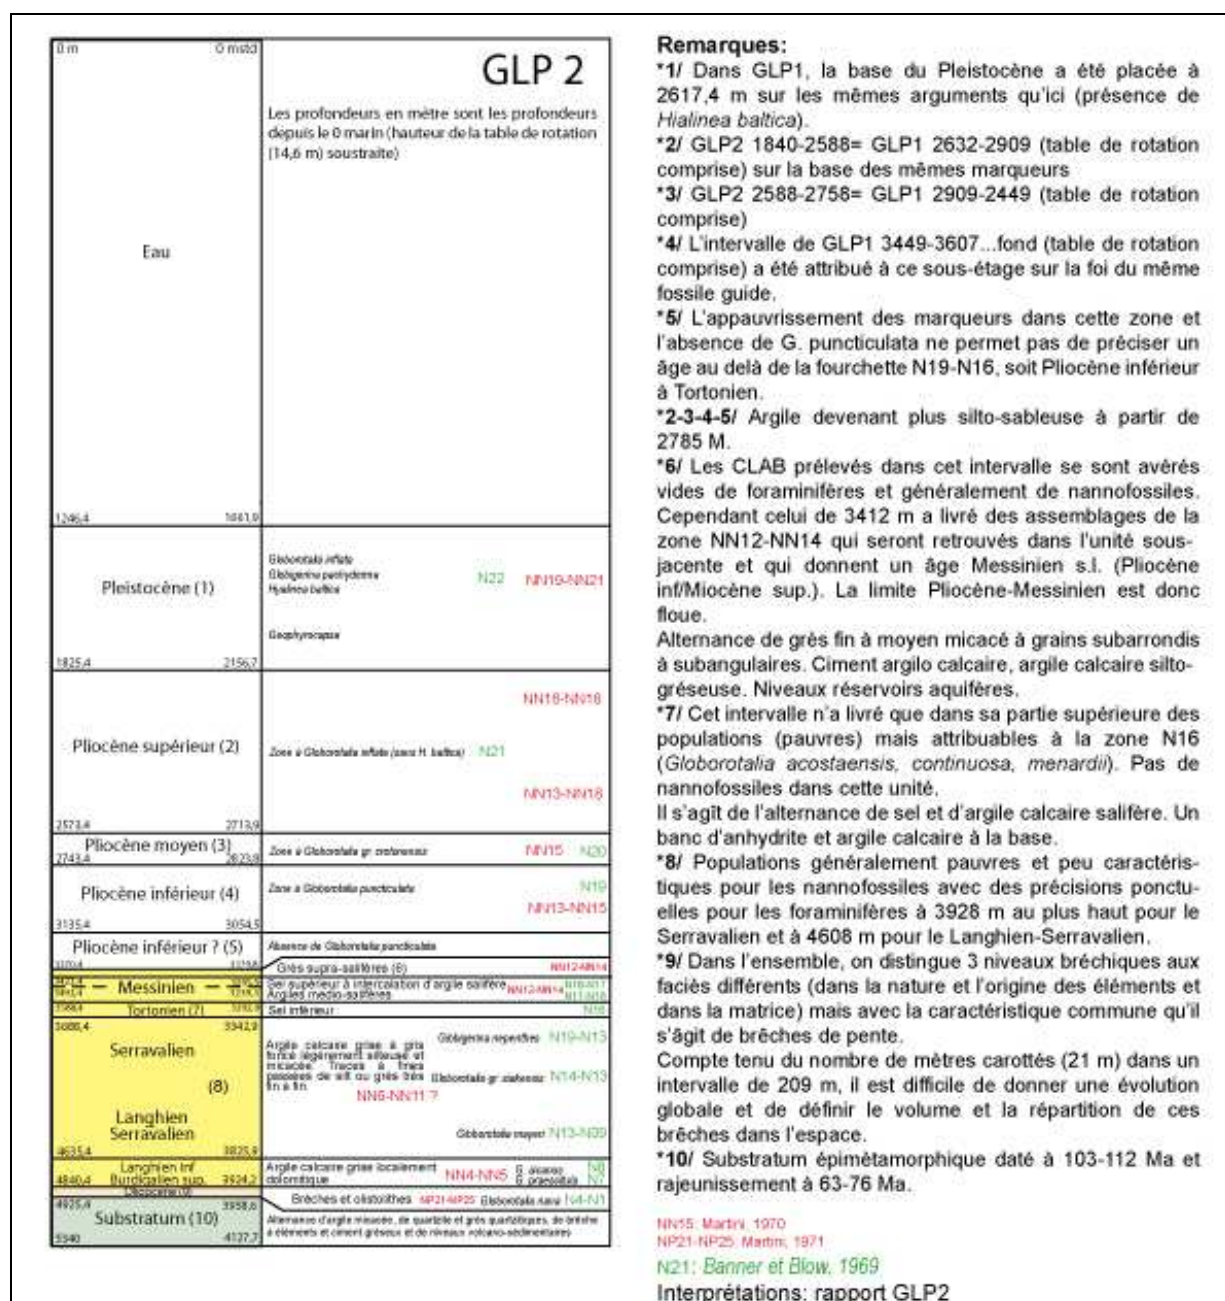 0 m 0 mstd
GLP 2
Les profondeurs en mètre sont les profondeurs
depuis le 0 marin (hauteur de la table de rotation
(14,6 m) soustraite)
Eau
1246,4 1661,9
Pleistocène (1)
Globorotalia inflata
Globigerina pachyderma
Hyalinea baltica
N22 NN19-NN21
Geophyrocapsa
1825,4 2156,7
Pliocène supérieur (2)
NN16-NN18
Zone à Globorotalia inflata (sans H. baltica) N21
NN13-NN18
2573,4 2713,9
Pliocène moyen (3)
2743,4 2823,9
Zone à Globorotalia gr. crotonensis NN15 N20
Pliocène inférieur (4)
Zone à Globorotalia puncticulata N19
NN13-NN15
3135,4 3054,5
Pliocène inférieur ? (5)
Absence de Globorotalia puncticulata
Grès supra-salifères (6) NN12-NN14
Messinien
Sel supérieur à intercalation d'argile salifère NN12-NN14
Argiles médio-salifères
Tortonien (7)
Sel inférieur N16
3686,4 3342,9
Serravalien
(8)
Langhien
Serravalien
Argile calcaire grise à gris
foncé légèrement silteuse et
micacée. Traces à fines
passées de silt ou grès très
fin à fin
NN6-NN11 ?
Globigerina nepenthes N19-N13
Globorotalia gr. siakensis N14-N13
Globorotalia mayeri N13-N09
4635,4 3825,9
Langhien Inf
Burdigalien sup.
4840,4 3924,2
Argile calcaire grise localement
dolomitique
NN4-NN5
N8
N7
Oligocène (9)
Brèches et olistolithes NP21-NP25 Globorotalia nana N4-N1
4925,4 3958,6
Substratum (10)
Alternance d'argile micacée, de quartzite et grès quartzitiques, de brèche
à éléments et ciment gréseux et de niveaux volcano-sédimentaires
5340 4127,7
Remarques:
*1/ Dans GLP1, la base du Pleistocène a été placée à
2617,4 m sur les mêmes arguments qu'ici (présence de
Hialinea baltica).
*2/ GLP2 1840-2588= GLP1 2632-2909 (table de rotation
comprise) sur la base des mêmes marqueurs
*3/ GLP2 2588-2758= GLP1 2909-2449 (table de rotation
comprise)
*4/ L'intervalle de GLP1 3449-3607...fond (table de rotation
comprise) a été attribué à ce sous-étage sur la foi du même
fossile guide.
*5/ L'appauvrissement des marqueurs dans cette zone et
l'absence de G. puncticulata ne permet pas de préciser un
âge au delà de la fourchette N19-N16, soit Pliocène inférieur
à Tortonien.
*2-3-4-5/ Argile devenant plus silto-sableuse à partir de
2785 M.
*6/ Les CLAB prélevés dans cet intervalle se sont avérés
vides de foraminifères et généralement de nannofossiles.
Cependant celui de 3412 m a livré des assemblages de la
zone NN12-NN14 qui seront retrouvés dans l'unité sous-
jacente et qui donnent un âge Messinien s.l. (Pliocène
inf/Miocène sup.). La limite Pliocène-Messinien est donc
floue.
Alternance de grès fin à moyen micacé à grains subarrondis
à subangulaires. Ciment argilo calcaire, argile calcaire silto-
gréseuse. Niveaux réservoirs aquifères.
*7/ Cet intervalle n'a livré que dans sa partie supérieure des
populations (pauvres) mais attribuables à la zone N16
(Globorotalia acostaensis, continuosa, menardii). Pas de
nannofossiles dans cette unité.
Il s'agît de l'alternance de sel et d'argile calcaire salifère. Un
banc d'anhydrite et argile calcaire à la base.
*8/ Populations généralement pauvres et peu caractéris-
tiques pour les nannofossiles avec des précisions ponctu-
elles pour les foraminifères à 3928 m au plus haut pour le
Serravalien et à 4608 m pour le Langhien-Serravalien.
*9/ Dans l'ensemble, on distingue 3 niveaux bréchiques aux
faciès différents (dans la nature et l'origine des éléments et
dans la matrice) mais avec la caractéristique commune qu'il
s'âgit de brêches de pente.
Compte tenu du nombre de mètres carottés (21 m) dans un
intervalle de 209 m, il est difficile de donner une évolution
globale et de définir le volume et la répartition de ces
brêches dans l'espace.
*10/ Substratum épimétamorphique daté à 103-112 Ma et
rajeunissement à 63-76 Ma.
NN15: Martini, 1970
NP21-NP25: Martini, 1971
N21: Banner et Blow, 1969
Interprétations: rapport GLP2